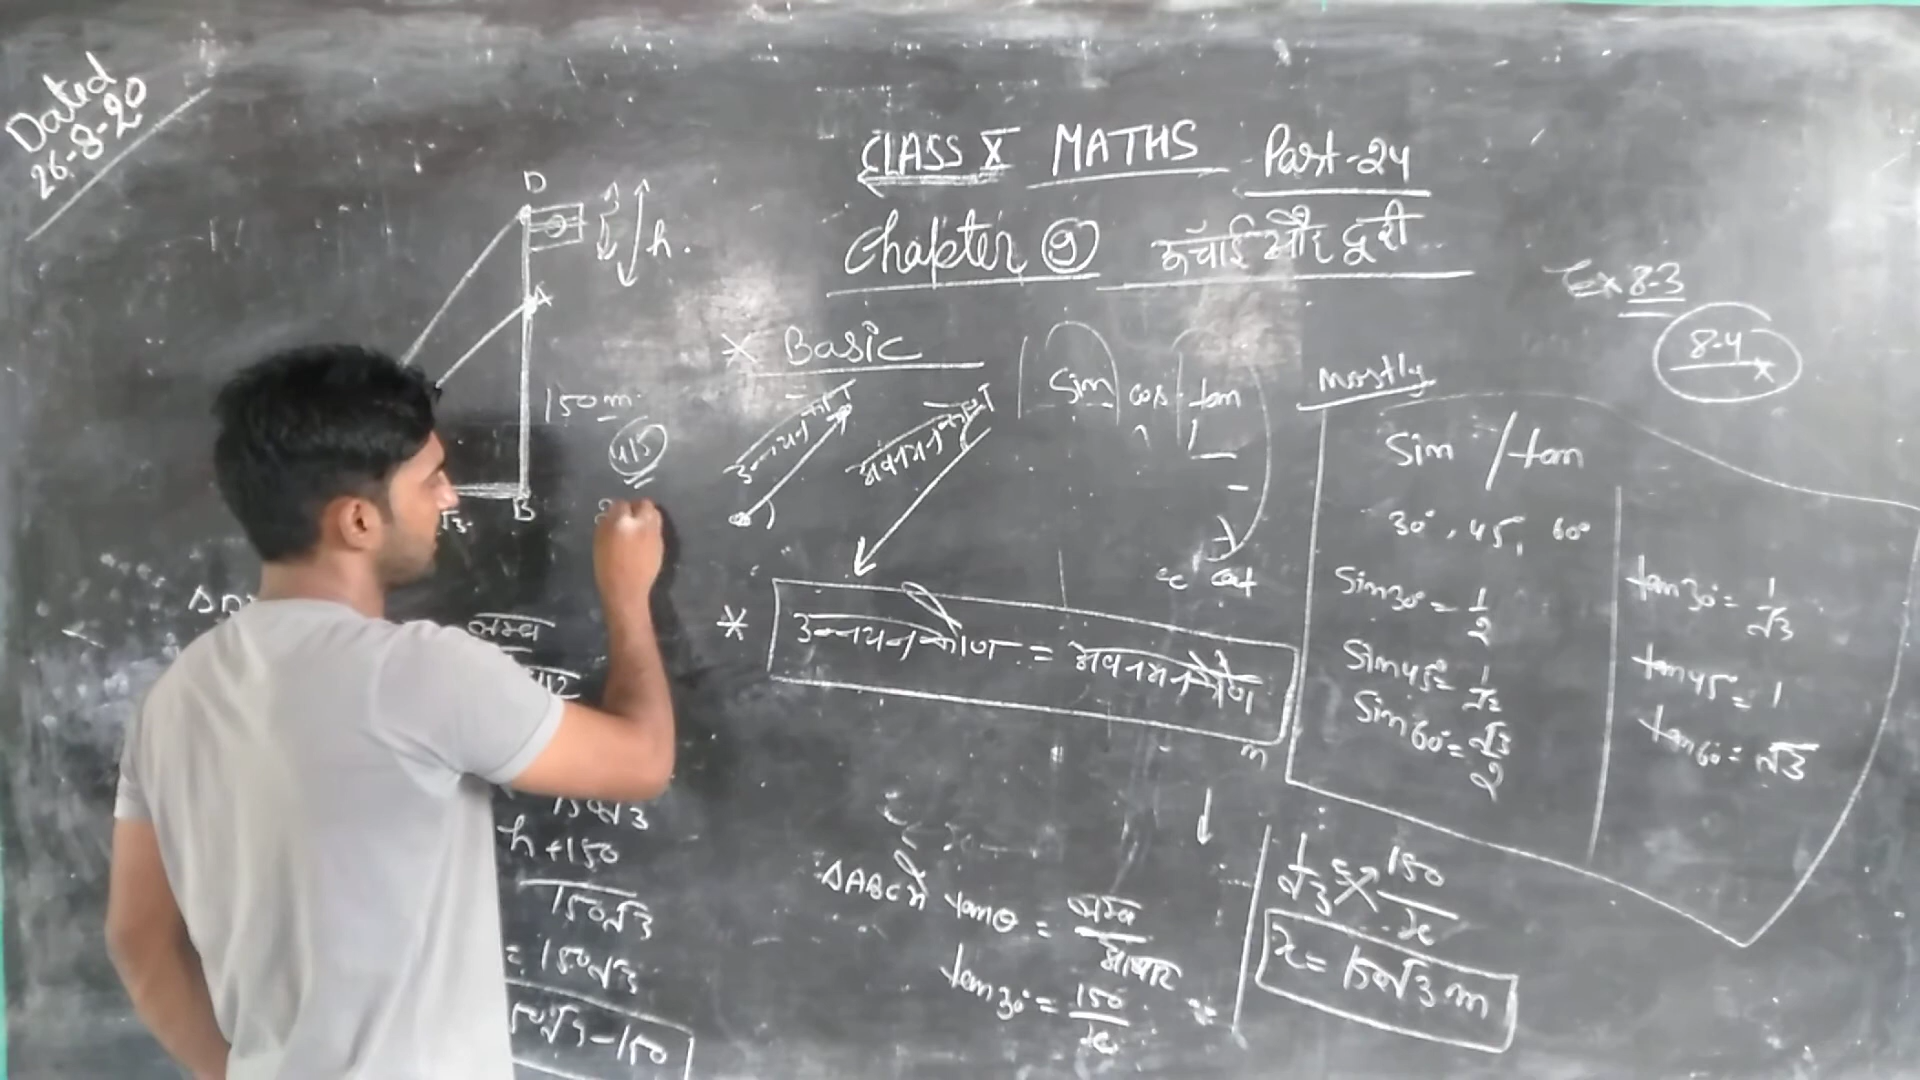 Dated
26-8-20
CLASS X MATHS Part-24
Chapter 9 ऊँचाई और दूरी
Ex 8.3
8.4 x
D
h.
A
150m.
B
* Basic
उन्नयन कोण
अवनमन कोण
Sin cos tan
cot
* उन्नयन कोण = अवनमन कोण
Mostly
Sin / tan
30°, 45, 60°
Sin30° = 1/2
Sin45° = 1/√2
Sin60° = √3/2
tan30° = 1/√3
tan45° = 1
tan60° = √3
लम्ब
150√3
h+150
150√3
= 150√3
50√3-150
ΔABC में tanθ = लम्ब/आधार
tan30° = 150/x
1/√3 150/x
x = 150√3 m